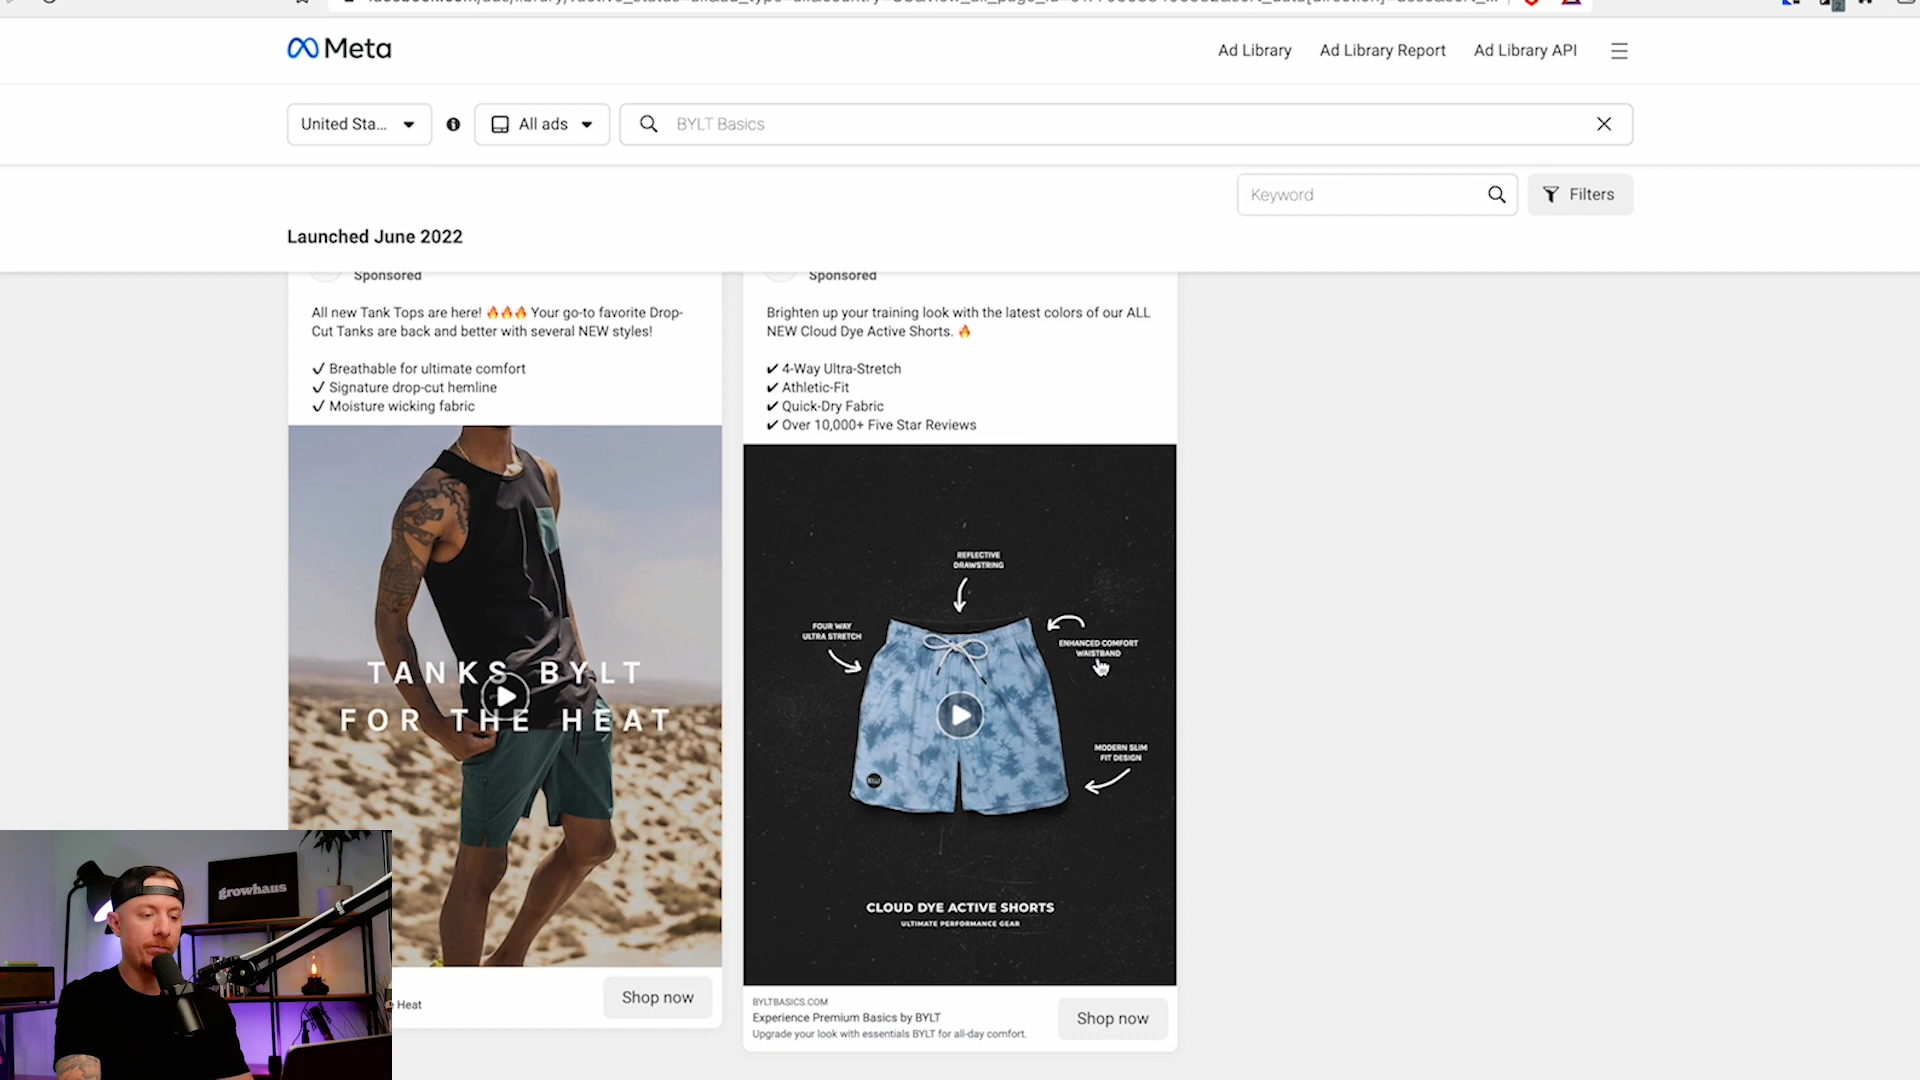 Meta
Ad Library
Ad Library Report
Ad Library API
United Sta...
All ads
BYLT Basics
Keyword
Filters
Launched June 2022
Sponsored
All new Tank Tops are here! 🔥🔥🔥 Your go-to favorite Drop-
Cut Tanks are back and better with several NEW styles!
✓ Breathable for ultimate comfort
✓ Signature drop-cut hemline
✓ Moisture wicking fabric
TANKS BYLT
FOR THE HEAT
Heat
Shop now
Sponsored
Brighten up your training look with the latest colors of our ALL
NEW Cloud Dye Active Shorts. 🔥
✔ 4-Way Ultra-Stretch
✔ Athletic-Fit
✔ Quick-Dry Fabric
✔ Over 10,000+ Five Star Reviews
REFLECTIVE
DRAWSTRING
FOUR WAY
ULTRA STRETCH
ENHANCED COMFORT
WAISTBAND
MODERN SLIM
FIT DESIGN
CLOUD DYE ACTIVE SHORTS
ULTIMATE PERFORMANCE GEAR
BYLTBASICS.COM
Experience Premium Basics by BYLT
Upgrade your look with essentials BYLT for all-day comfort.
Shop now
growhaus